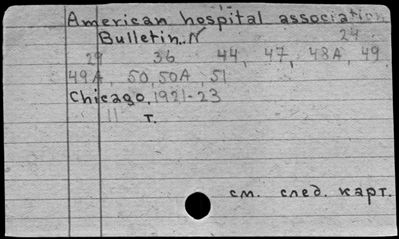 American hospital association
Bulletin. N 24
29 36 44, 47, 48A, 49
49A, 50, 50A, 51
Chicago, 1921-23
11 т.
см. след. карт.